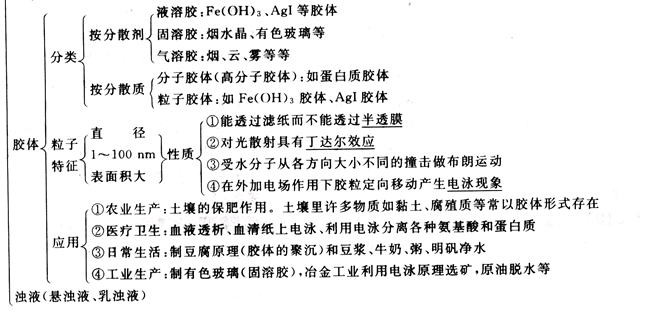 液溶胶:Fe(OH)₃、AgI等胶体
按分散剂
固溶胶:烟水晶、有色玻璃等
分类
气溶胶:烟、云、雾等等
分子胶体(高分子胶体):如蛋白质胶体
按分散质
粒子胶体:如Fe(OH)₃胶体、AgI胶体
①能透过滤纸而不能透过半透膜
直 径
②对光散射具有丁达尔效应
胶体
粒子特征
1~100 nm
性质
③受水分子从各方向大小不同的撞击做布朗运动
表面积大
④在外加电场作用下胶粒定向移动产生电泳现象
①农业生产:土壤的保肥作用。土壤里许多物质如黏土、腐殖质等常以胶体形式存在
②医疗卫生:血液透析、血清纸上电泳、利用电泳分离各种氨基酸和蛋白质
应用
③日常生活:制豆腐原理(胶体的聚沉)和豆浆、牛奶、粥、明矾净水
④工业生产:制有色玻璃(固溶胶),冶金工业利用电泳原理选矿,原油脱水等
浊液(悬浊液、乳浊液)